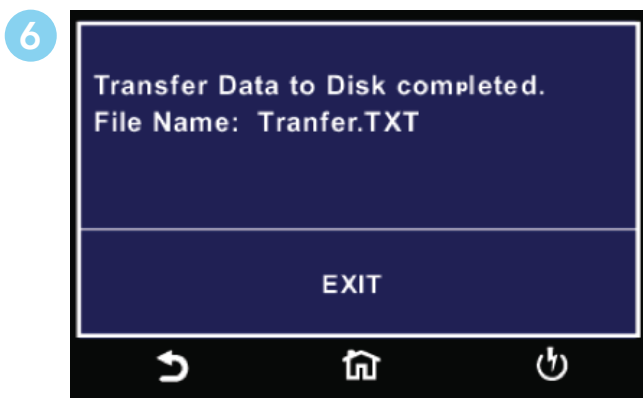 6
Transfer Data to Disk completed.
File Name: Tranfer.TXT
EXIT